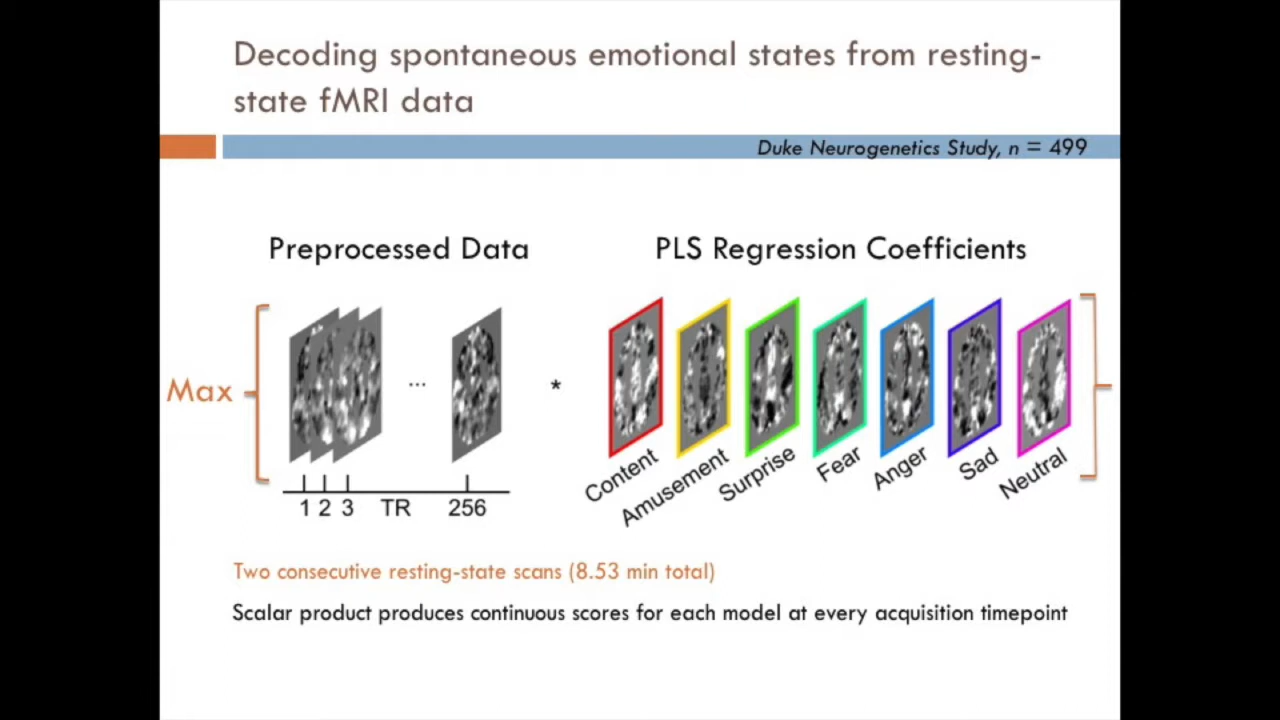 Decoding spontaneous emotional states from resting-
state fMRI data
Duke Neurogenetics Study, n = 499
Preprocessed Data
PLS Regression Coefficients
Max
...
*
Content
Amusement
Surprise
Fear
Anger
Sad
Neutral
1 2 3 TR 256
Two consecutive resting-state scans (8.53 min total)
Scalar product produces continuous scores for each model at every acquisition timepoint